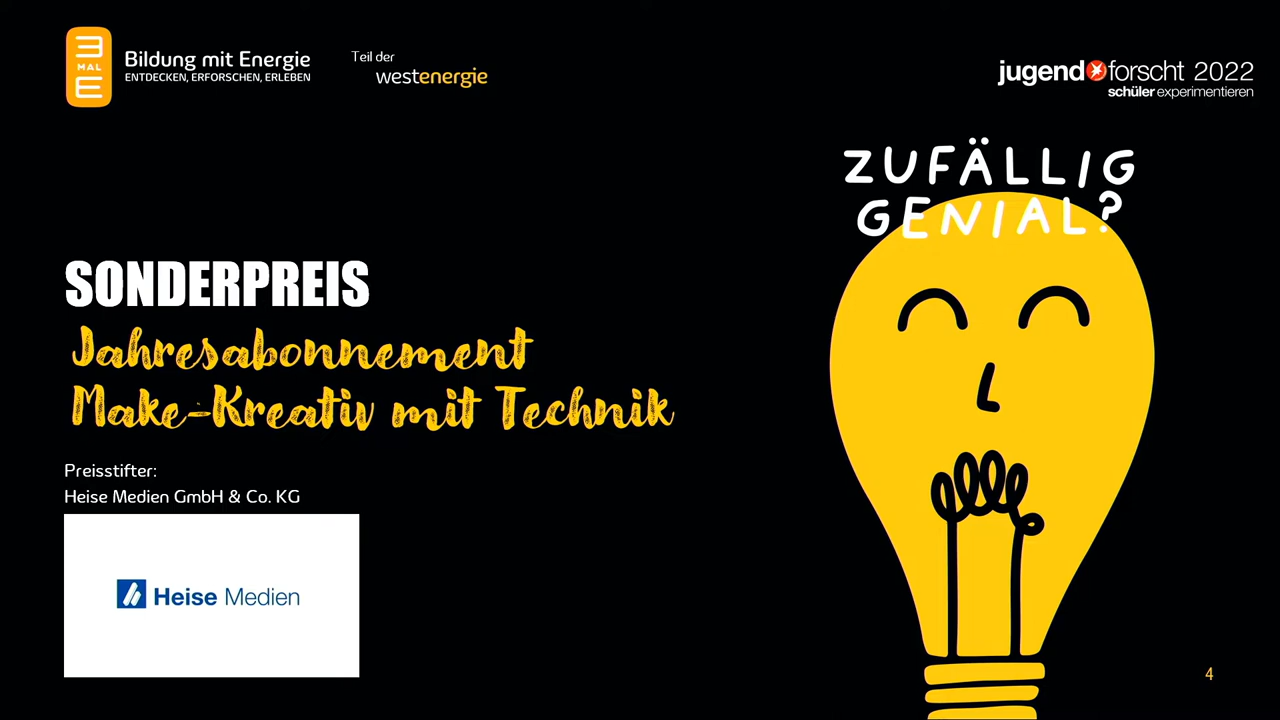 3
MAL
E
Bildung mit Energie
ENTDECKEN, ERFORSCHEN, ERLEBEN
Teil der
westenergie
jugend forscht 2022
schüler experimentieren
ZUFÄLLIG
GENIAL?
SONDERPREIS
Jahresabonnement
Make-Kreativ mit Technik
Preisstifter:
Heise Medien GmbH & Co. KG
Heise Medien
4